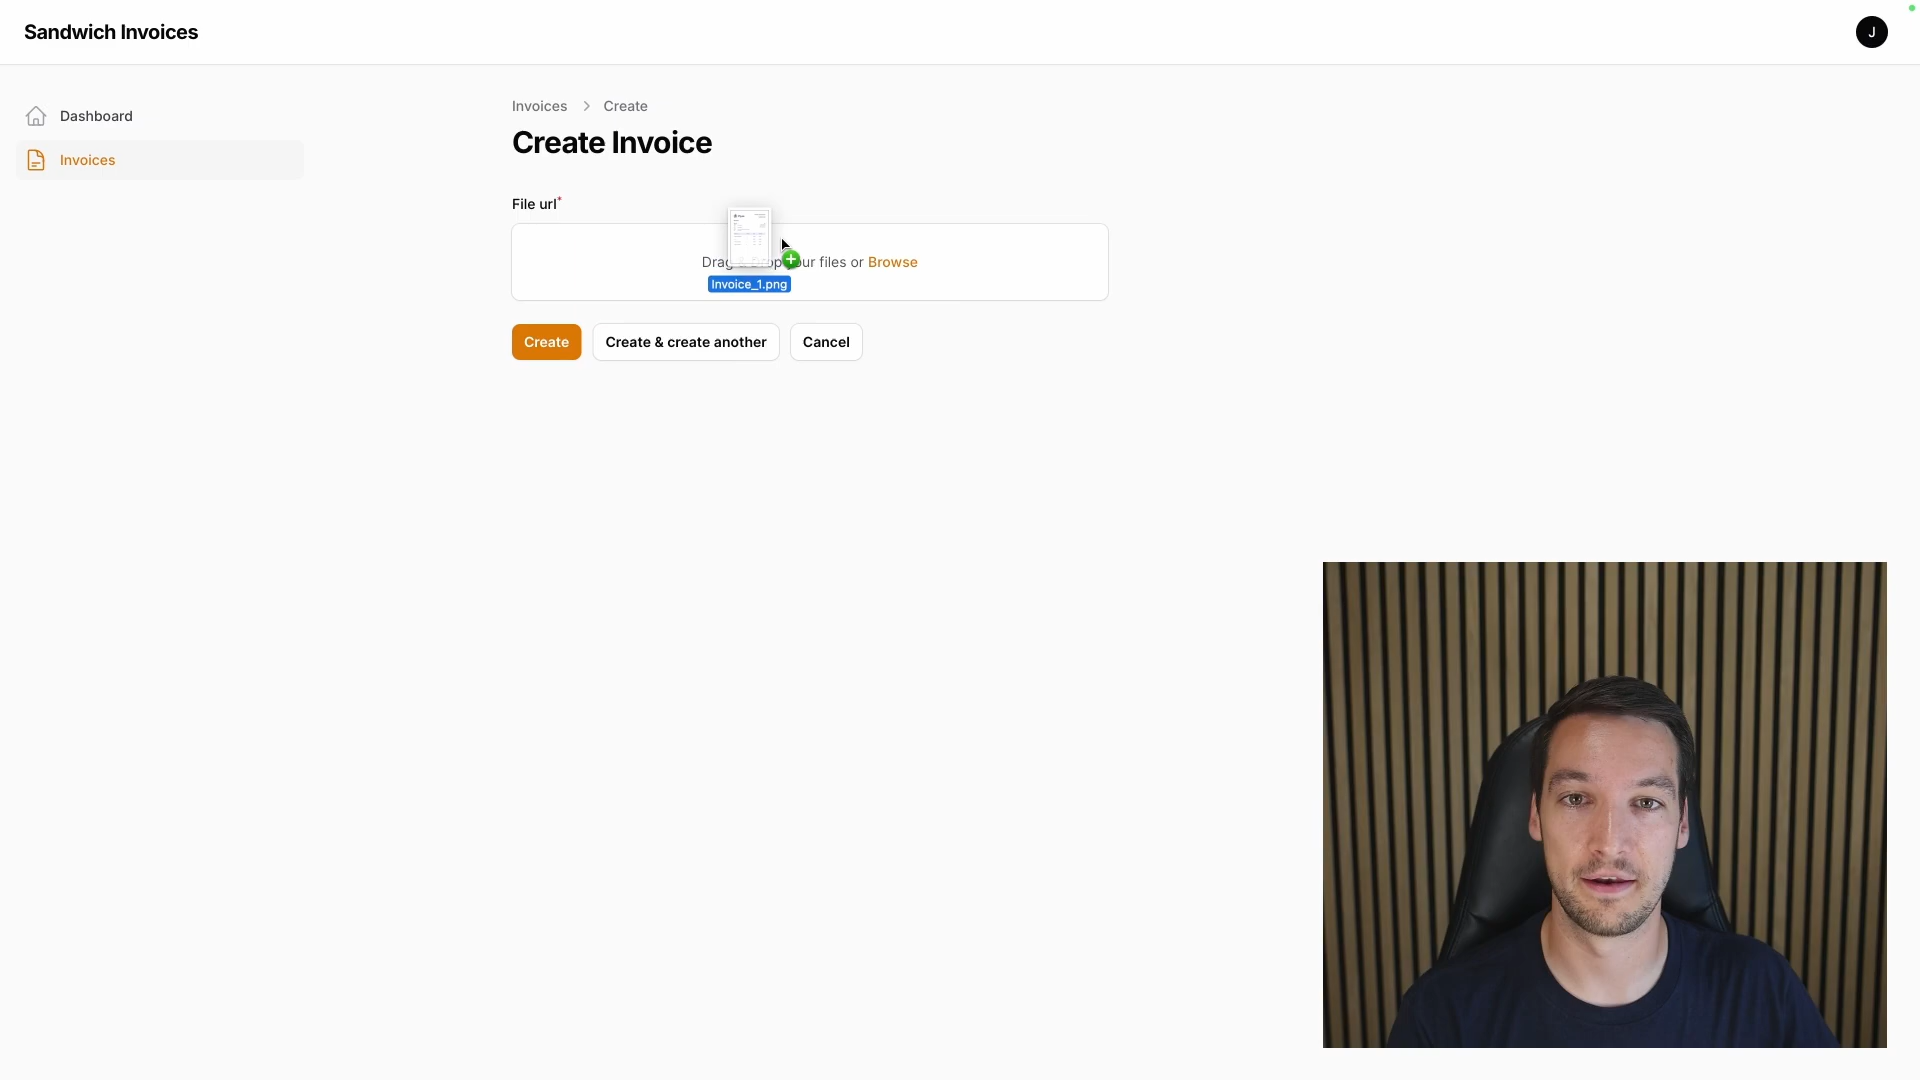 Sandwich Invoices
J
Dashboard
Invoices
Invoices > Create
Create Invoice
File url*
Drag your files or Browse
Invoice_1.png
Create
Create & create another
Cancel